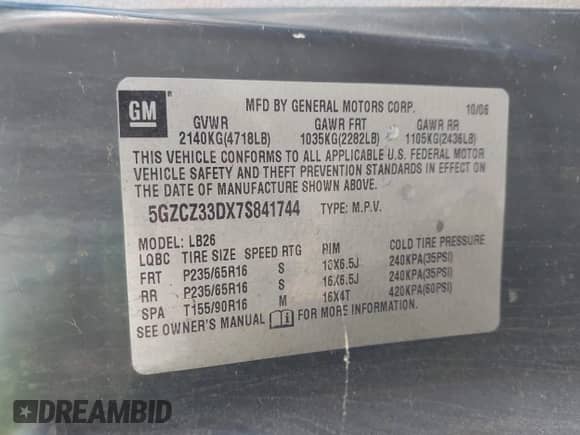 GM
MFD BY GENERAL MOTORS CORP. 10/06
GVWR GAWR FRT GAWR RR
2140KG(4718LB) 1035KG(2282LB) 1105KG(2436LB)
THIS VEHICLE CONFORMS TO ALL APPLICABLE U.S. FEDERAL MOTOR
VEHICLE SAFETY AND THEFT PREVENTION STANDARDS IN EFFECT ON
THE DATE OF MANUFACTURE SHOWN ABOVE.
5GZCZ33DX7S841744 TYPE: M.P.V.
MODEL: LB26
LQBC TIRE SIZE SPEED RTG RIM COLD TIRE PRESSURE
FRT P235/65R16 S 16X6.5J 240KPA(35PSI)
RR P235/65R16 S 16X6.5J 240KPA(35PSI)
SPA T155/90R16 M 16X4T 420KPA(60PSI)
SEE OWNER'S MANUAL FOR MORE INFORMATION.
DREAMBID